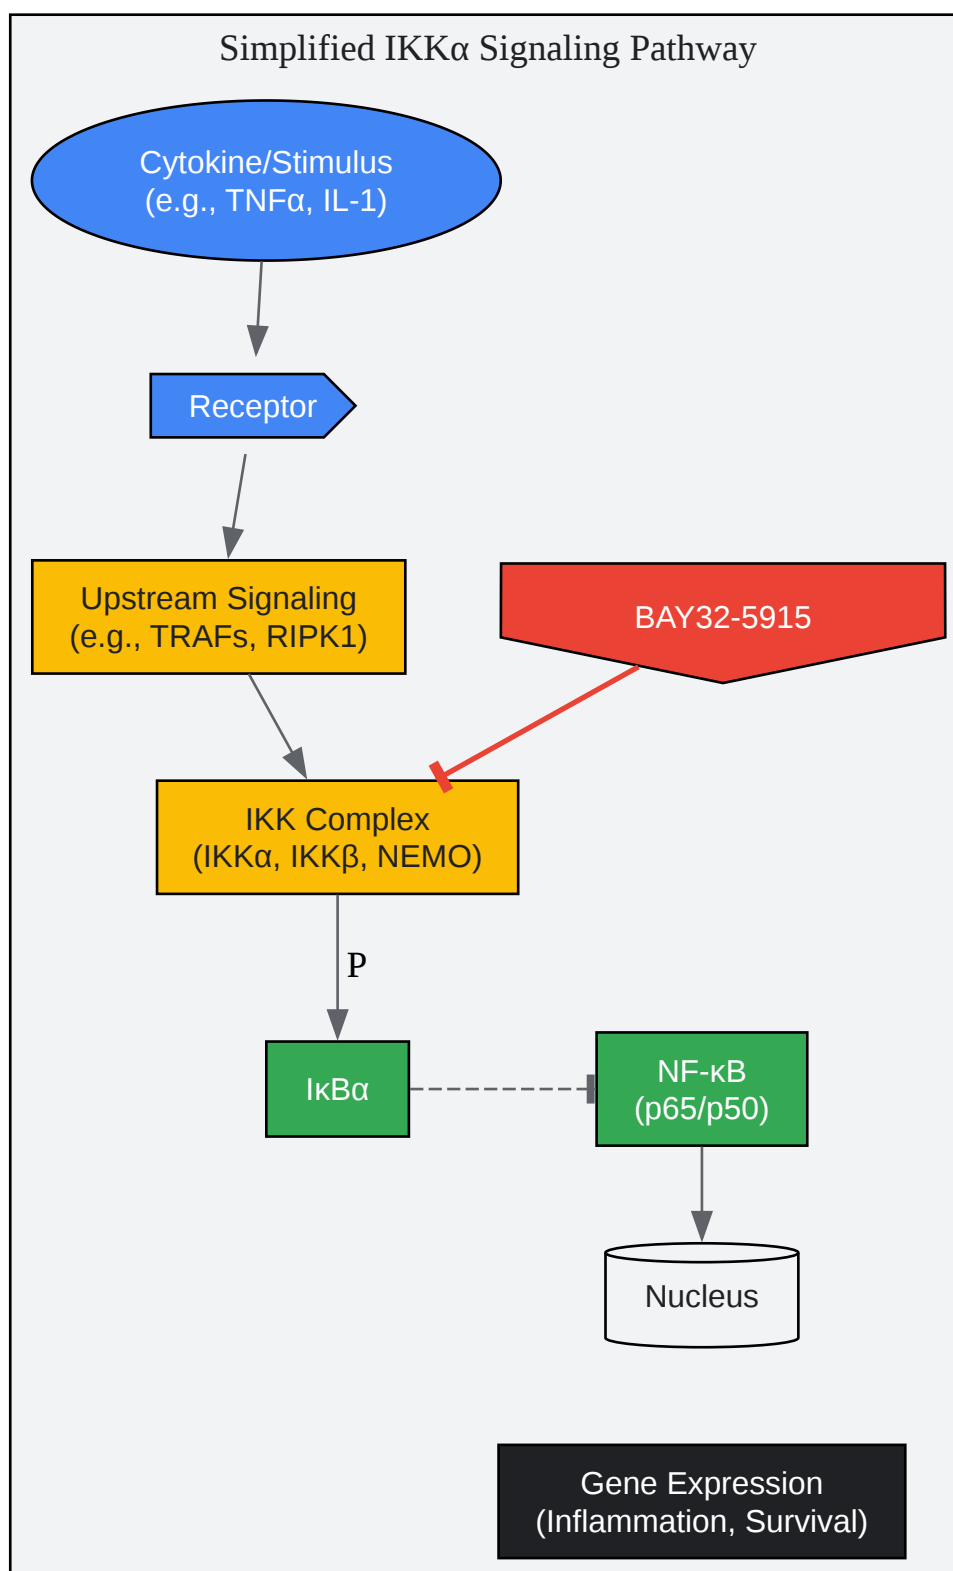 Simplified IKKα Signaling Pathway
Cytokine/Stimulus
(e.g., TNFα, IL-1)
Receptor
Upstream Signaling
(e.g., TRAFs, RIPK1)
BAY32-5915
IKK Complex
(IKKα, IKKβ, NEMO)
P
IκBα
NF-κB
(p65/p50)
Nucleus
Gene Expression
(Inflammation, Survival)